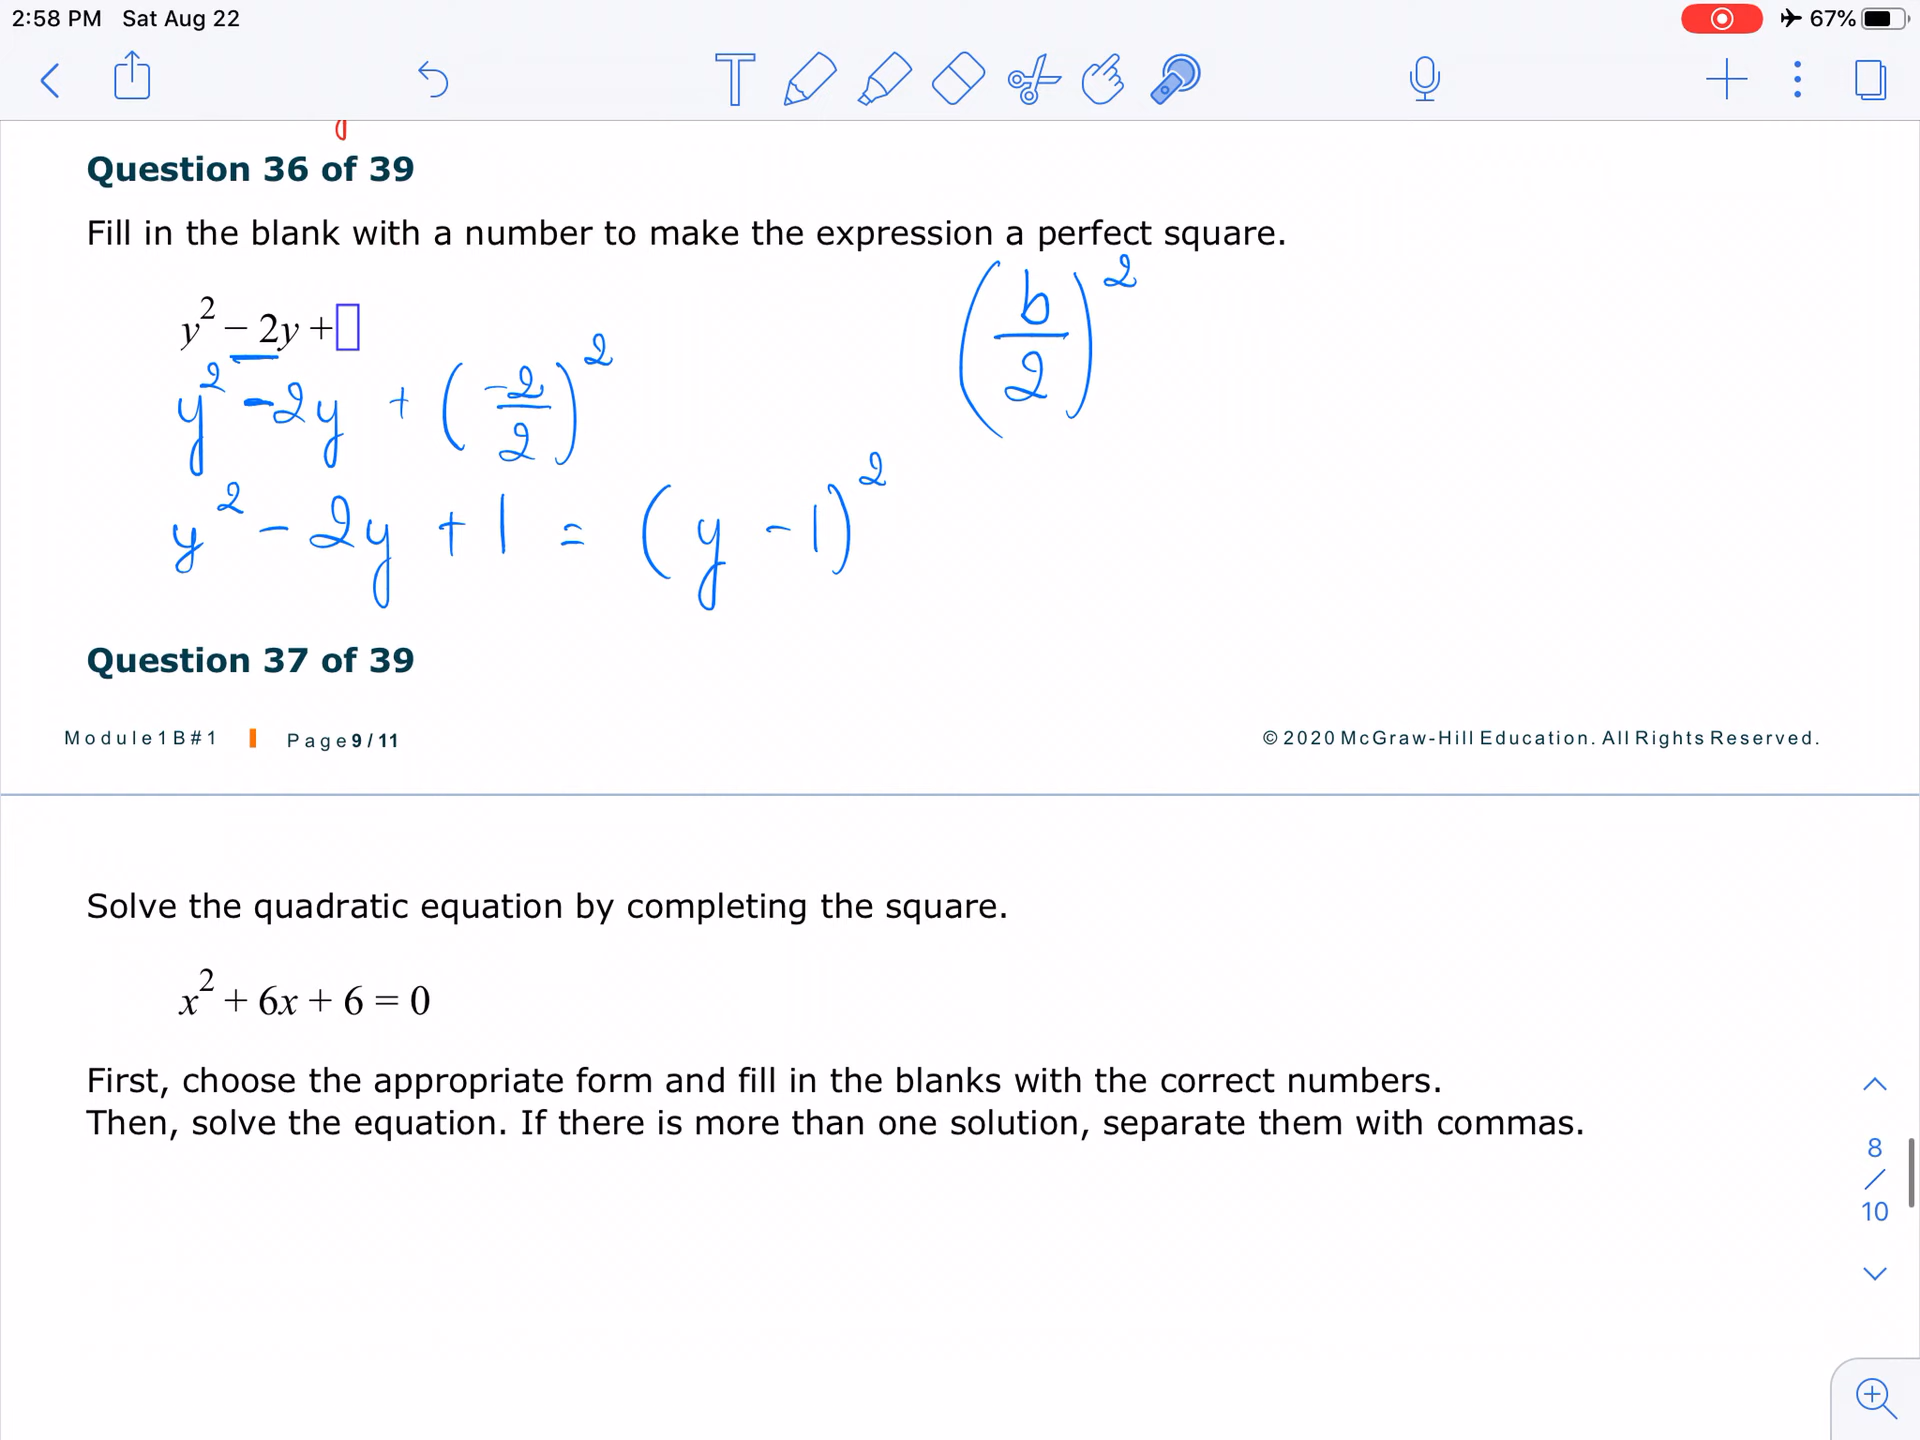 2:58 PM Sat Aug 22
67%
Question 36 of 39
Fill in the blank with a number to make the expression a perfect square.
(b/2)²
y² − 2y +
y² − 2y + (−2/2)²
y² − 2y + 1 = (y − 1)²
Question 37 of 39
Module1B#1 Page9/11 ©2020 McGraw-Hill Education. All Rights Reserved.
Solve the quadratic equation by completing the square.
x² + 6x + 6 = 0
First, choose the appropriate form and fill in the blanks with the correct numbers.
Then, solve the equation. If there is more than one solution, separate them with commas.
8
/
10